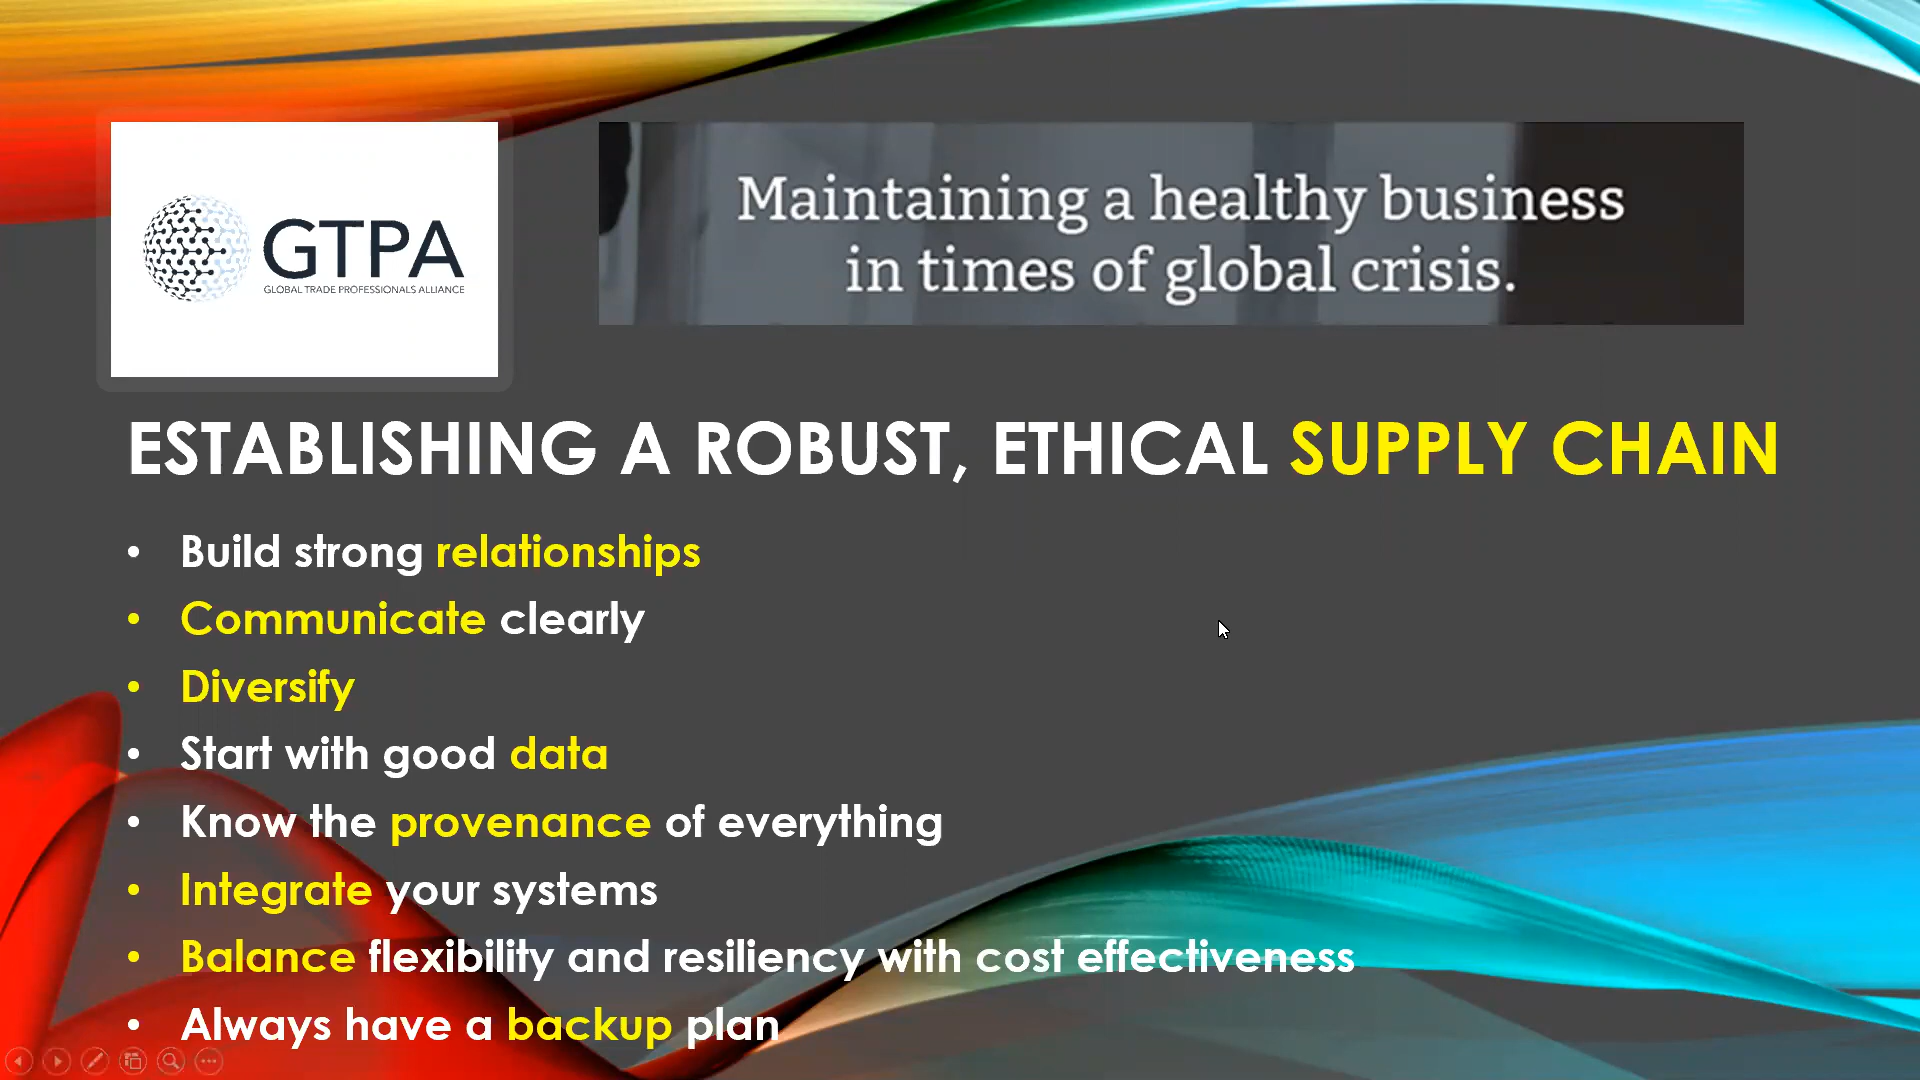 GTPA
GLOBAL TRADE PROFESSIONALS ALLIANCE
Maintaining a healthy business
in times of global crisis.
ESTABLISHING A ROBUST, ETHICAL SUPPLY CHAIN
• Build strong relationships
• Communicate clearly
• Diversify
• Start with good data
• Know the provenance of everything
• Integrate your systems
• Balance flexibility and resiliency with cost effectiveness
• Always have a backup plan